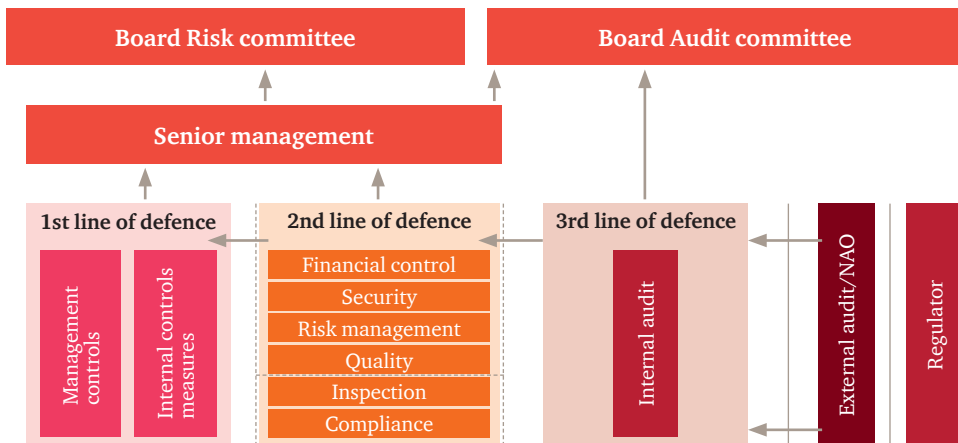 Board Risk committee
Board Audit committee
Senior management
1st line of defence
2nd line of defence
3rd line of defence
Management
controls
Internal controls
measures
Financial control
Security
Risk management
Quality
Inspection
Compliance
Internal audit
External audit/NAO
Regulator